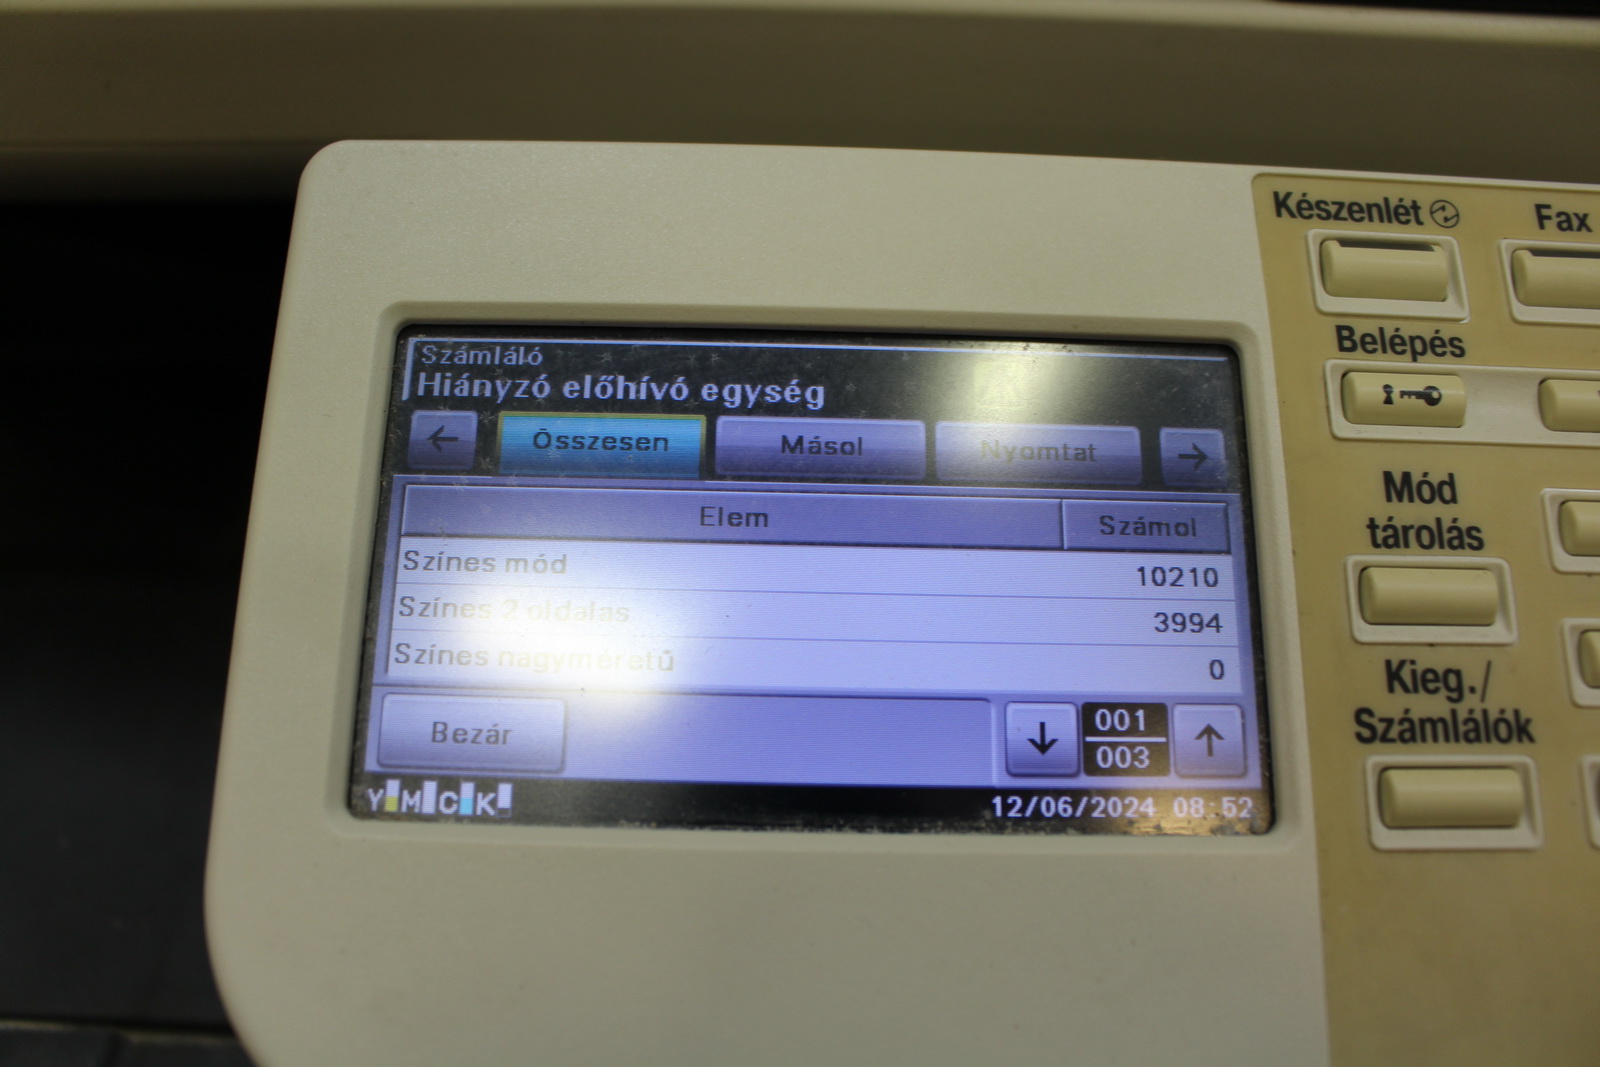 Készenlét
Fax
Belépés
Mód
tárolás
Kieg./
Számlálók
Számláló
Hiányzó előhívó egység
← Összesen Másol Nyomtat →
Elem Számol
Színes mód 10210
Színes 2 oldalas 3994
Színes nagyméretű 0
Bezár ↓ 001 ↑
003
Y M C K 12/06/2024 08:52